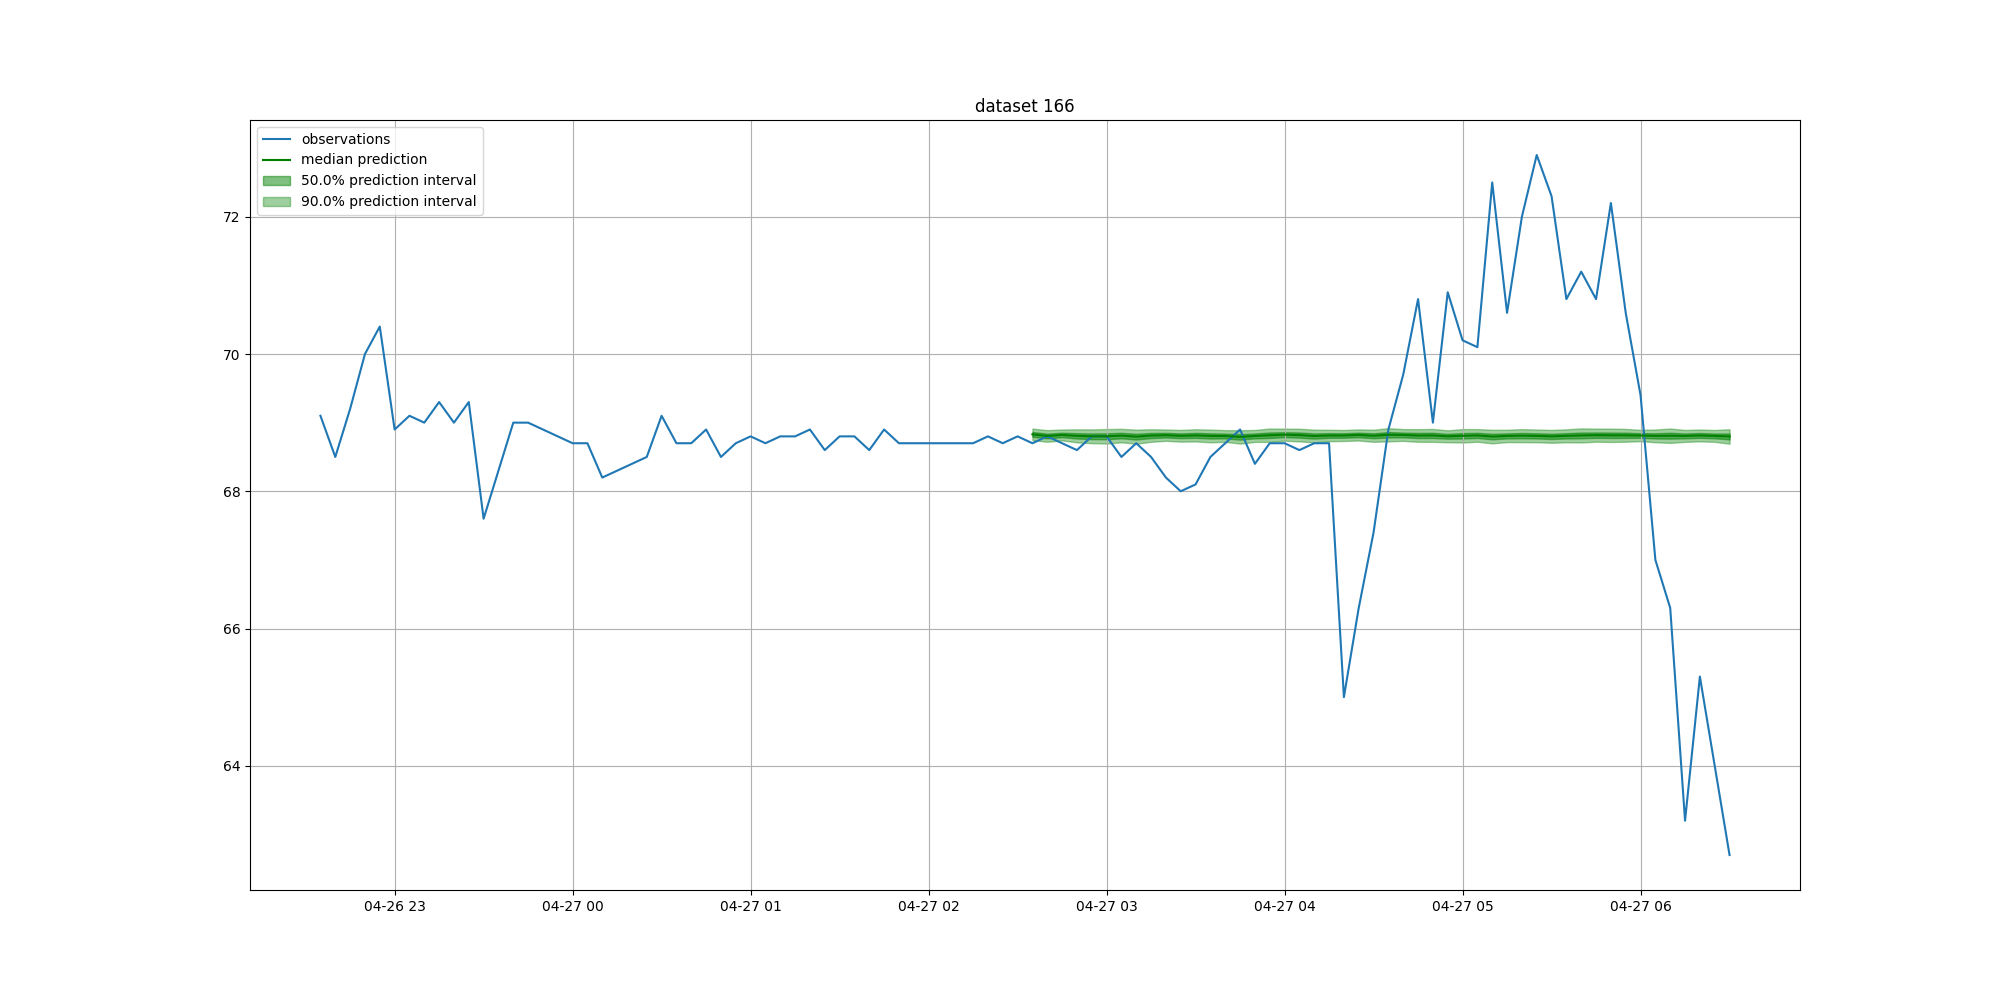 dataset 166
observations
median prediction
50.0% prediction interval
90.0% prediction interval
72
70
68
66
64
04-26 23
04-27 00
04-27 01
04-27 02
04-27 03
04-27 04
04-27 05
04-27 06